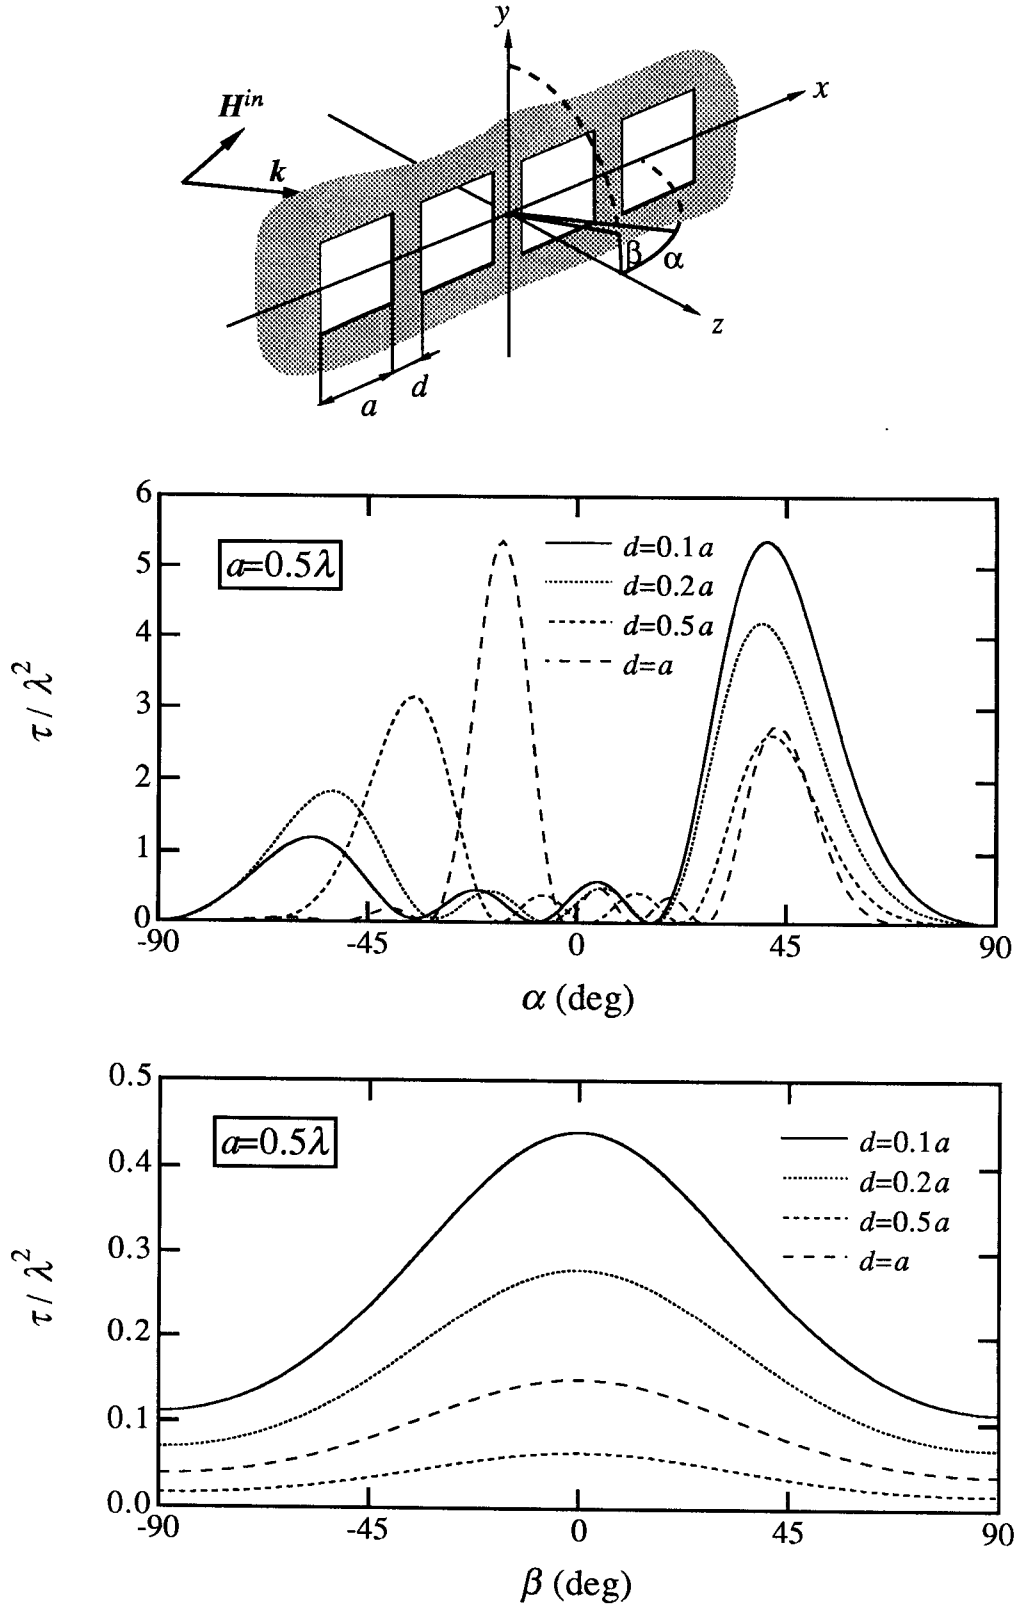 y
x
H^in
k
β
α
z
d
a
6
5
4
3
2
1
0
τ / λ²
a=0.5λ
d=0.1a
d=0.2a
d=0.5a
d=a
-90
-45
0
45
90
α (deg)
0.5
0.4
0.3
0.2
0.1
0.0
τ / λ²
a=0.5λ
d=0.1a
d=0.2a
d=0.5a
d=a
-90
-45
0
45
90
β (deg)